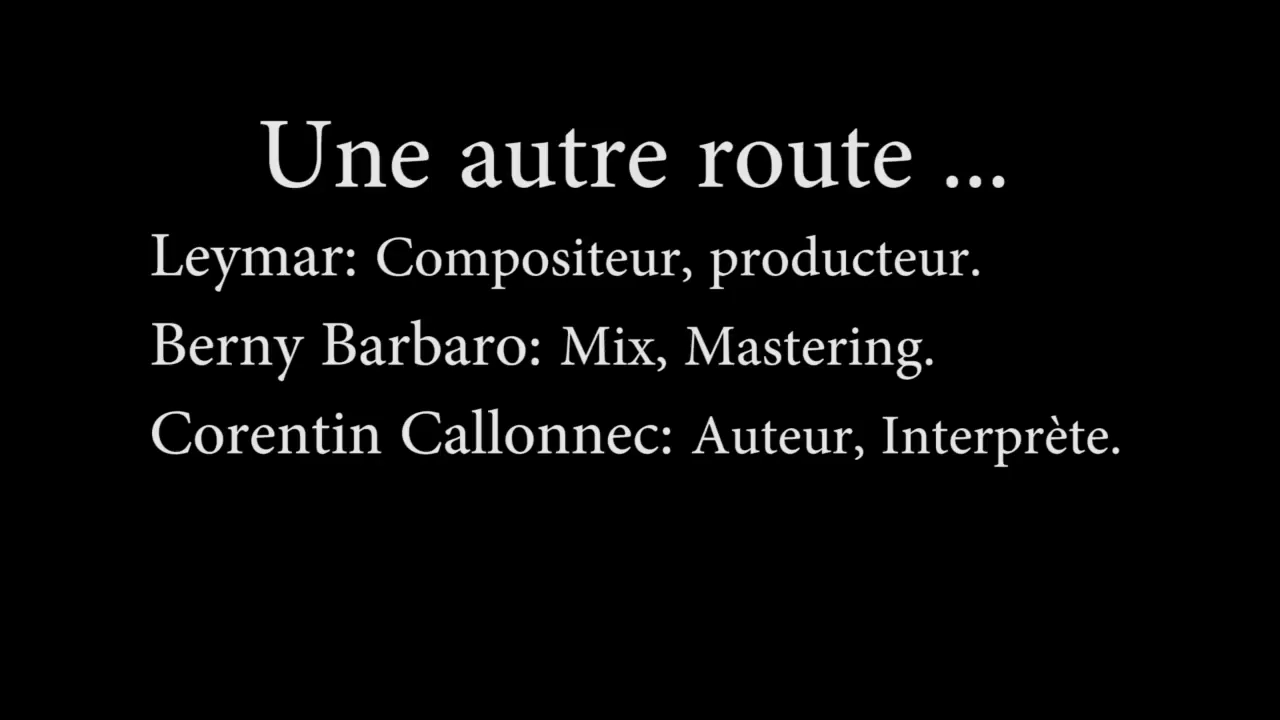 Une autre route ...
Leymar: Compositeur, producteur.
Berny Barbaro: Mix, Mastering.
Corentin Callonnec: Auteur, Interprète.